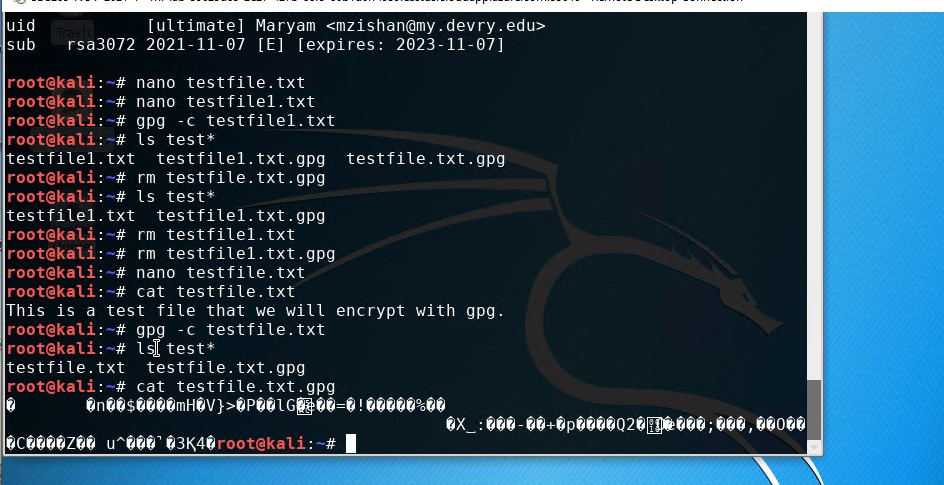 uid           [ultimate] Maryam <mzishan@my.devry.edu>
sub   rsa3072 2021-11-07 [E] [expires: 2023-11-07]
root@kali:~# nano testfile.txt
root@kali:~# nano testfile1.txt
root@kali:~# gpg -c testfile1.txt
root@kali:~# ls test*
testfile1.txt  testfile1.txt.gpg  testfile.txt.gpg
root@kali:~# rm testfile.txt.gpg
root@kali:~# ls test*
testfile1.txt  testfile1.txt.gpg
root@kali:~# rm testfile1.txt
root@kali:~# rm testfile1.txt.gpg
root@kali:~# nano testfile.txt
root@kali:~# cat testfile.txt
This is a test file that we will encrypt with gpg.
root@kali:~# gpg -c testfile.txt
root@kali:~# ls test*
testfile.txt  testfile.txt.gpg
root@kali:~# cat testfile.txt.gpg
�       �n��$����mH�V}>�P��lG����=�!�����%��
�X_:���-��+�p����Q2��e���;���,��O��
�C����Z�� u^���˺�3Қ4�root@kali:~#